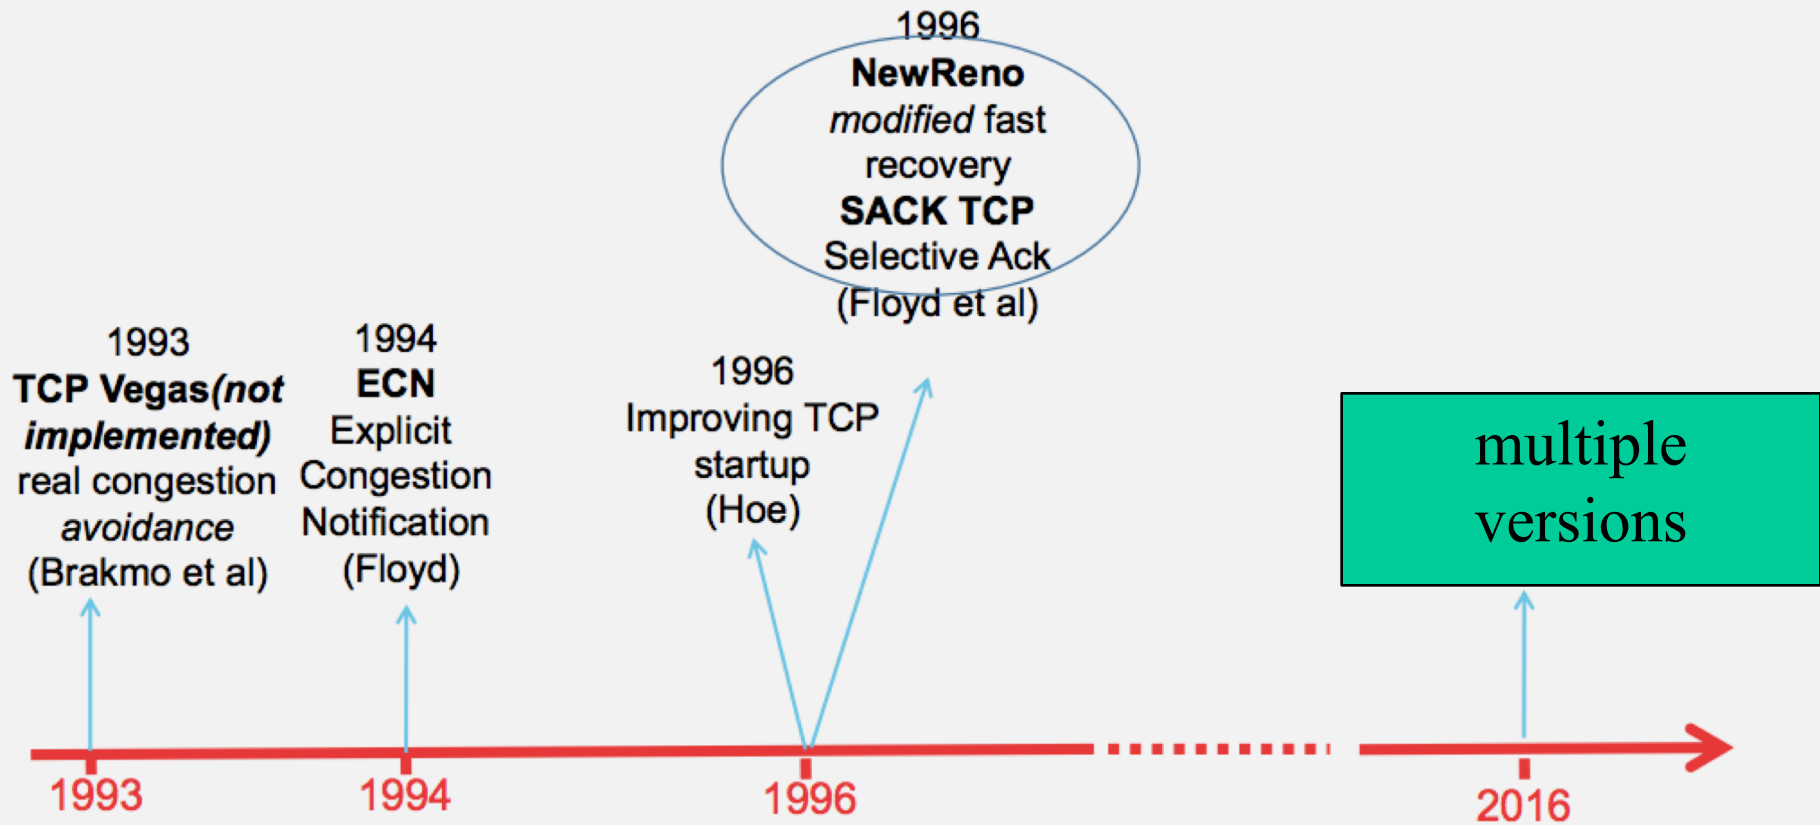 1996
NewReno
modified fast
recovery
SACK TCP
Selective Ack
(Floyd et al)
1993
TCP Vegas(not
implemented)
real congestion
avoidance
(Brakmo et al)
1994
ECN
Explicit
Congestion
Notification
(Floyd)
1996
Improving TCP
startup
(Hoe)
multiple
versions
1993
1994
1996
2016